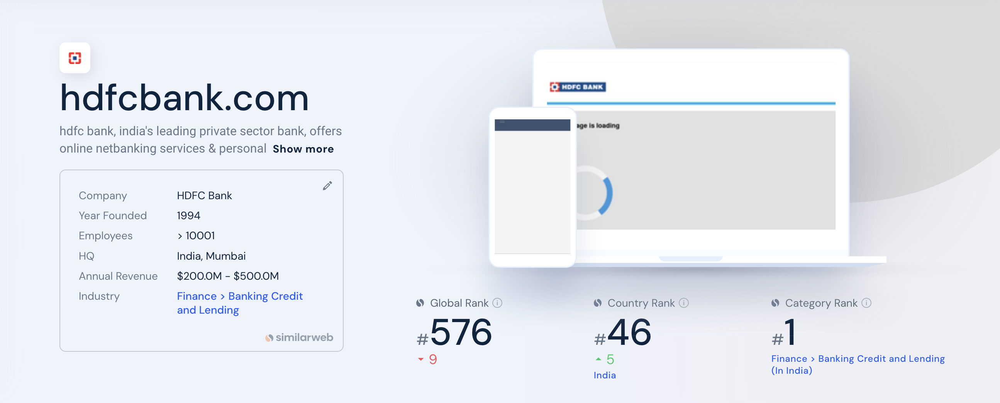 hdfcbank.com
hdfc bank, india's leading private sector bank, offers
online netbanking services & personal Show more
Company HDFC Bank
Year Founded 1994
Employees > 10001
HQ India, Mumbai
Annual Revenue $200.0M - $500.0M
Industry Finance > Banking Credit
and Lending
similarweb
HDFC BANK
age is loading
Global Rank
#576
9
Country Rank
#46
5
India
Category Rank
#1
Finance > Banking Credit and Lending
(In India)